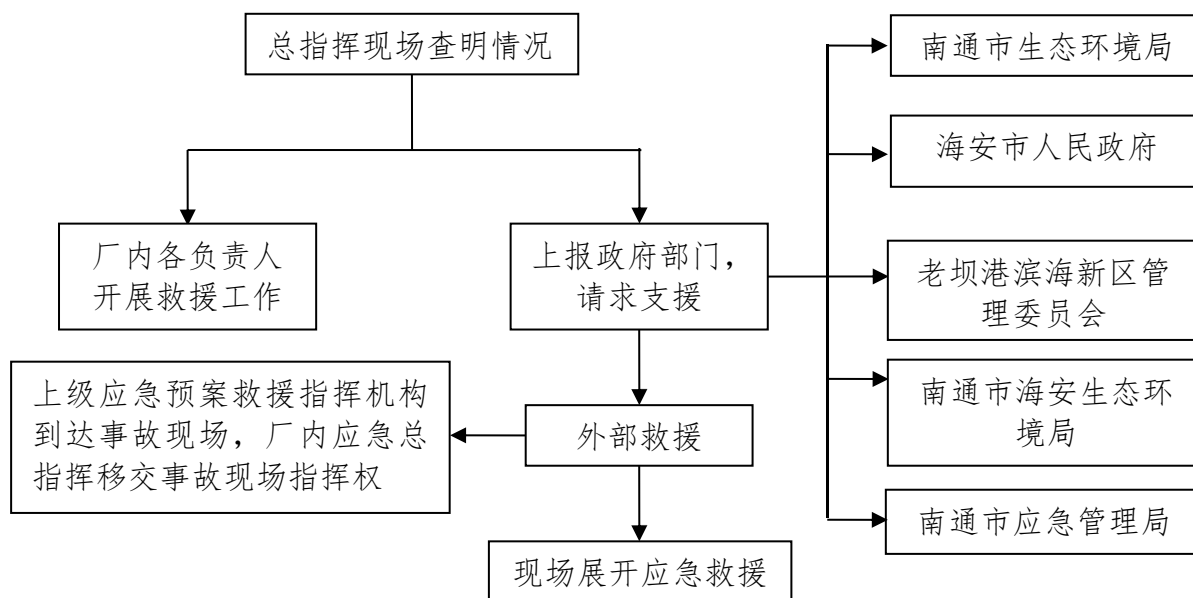 总指挥现场查明情况
南通市生态环境局
海安市人民政府
厂内各负责人
开展救援工作
上报政府部门，
请求支援
老坝港滨海新区管
理委员会
上级应急预案救援指挥机构
到达事故现场，厂内应急总
指挥移交事故现场指挥权
外部救援
南通市海安生态环
境局
南通市应急管理局
现场展开应急救援